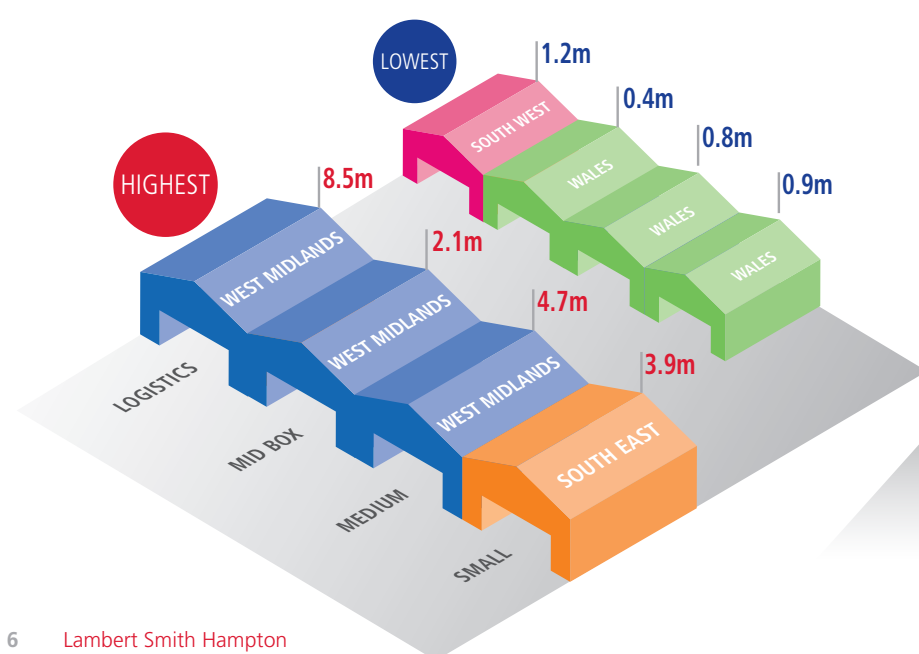 LOWEST
1.2m
SOUTH WEST
0.4m
WALES
0.8m
WALES
0.9m
WALES
HIGHEST
8.5m
WEST MIDLANDS
2.1m
WEST MIDLANDS
4.7m
WEST MIDLANDS
3.9m
SOUTH EAST
LOGISTICS
MID BOX
MEDIUM
SMALL
6 Lambert Smith Hampton